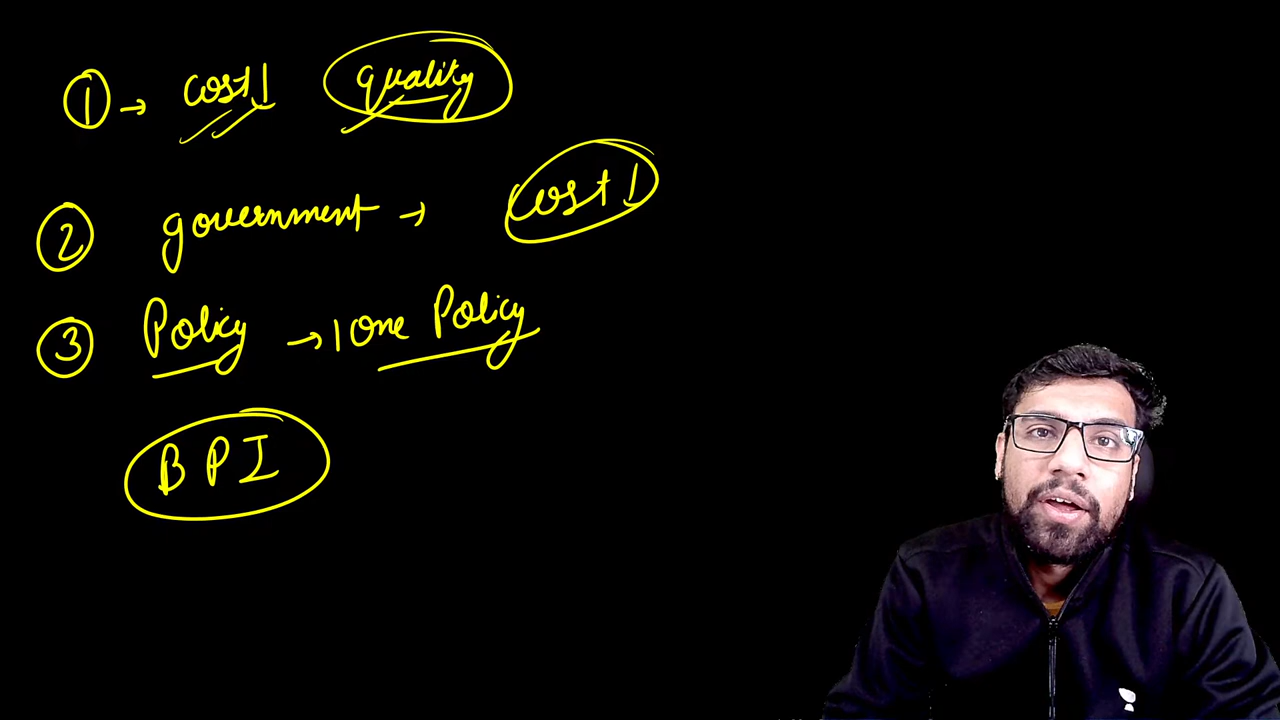 ① → cost↓ quality
② government → cost↓
③ Policy → 1 One Policy
BPI